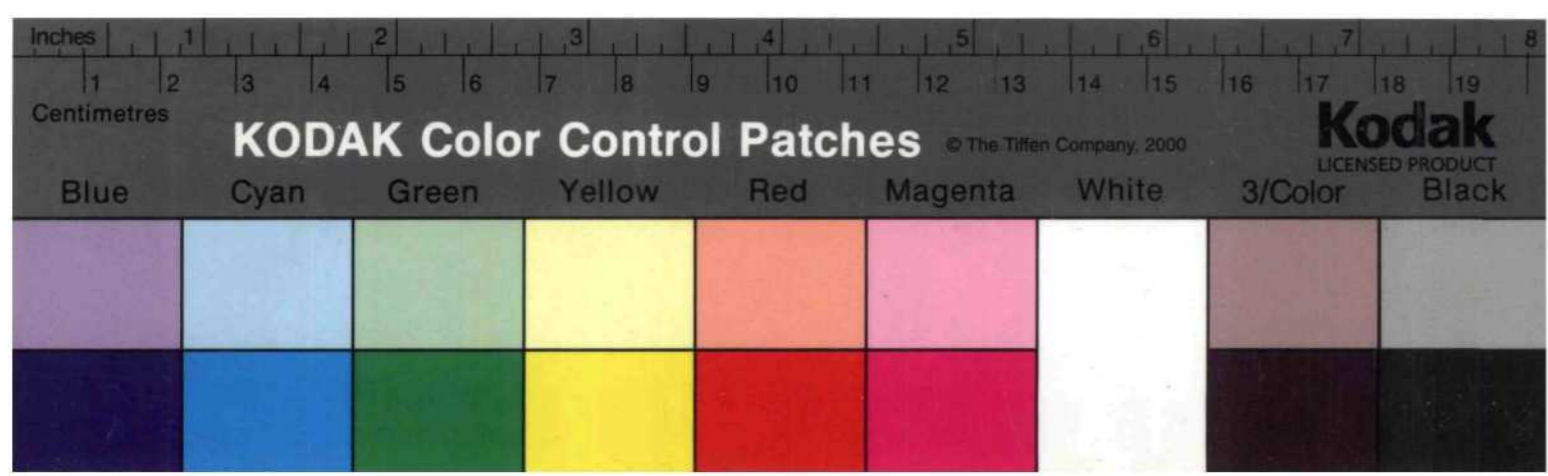 Inches 1 2 3 4 5 6 7 8
1 2 3 4 5 6 7 8 9 10 11 12 13 14 15 16 17 18 19
Centimetres
KODAK Color Control Patches © The Tiffen Company, 2000 Kodak
LICENSED PRODUCT
Blue Cyan Green Yellow Red Magenta White 3/Color Black